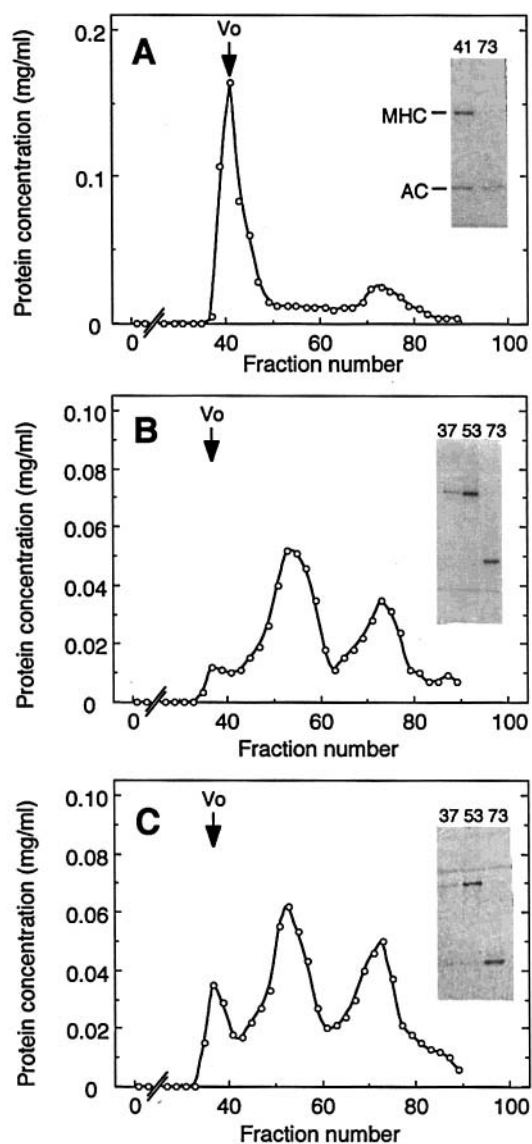 A
Vo
41 73
MHC
AC
0.2
0.1
0
Protein concentration (mg/ml)
0 40 60 80 100
Fraction number
B
Vo
37 53 73
0.10
0.08
0.06
0.04
0.02
0
Protein concentration (mg/ml)
0 40 60 80 100
Fraction number
C
Vo
37 53 73
0.10
0.08
0.06
0.04
0.02
0
Protein concentration (mg/ml)
0 40 60 80 100
Fraction number